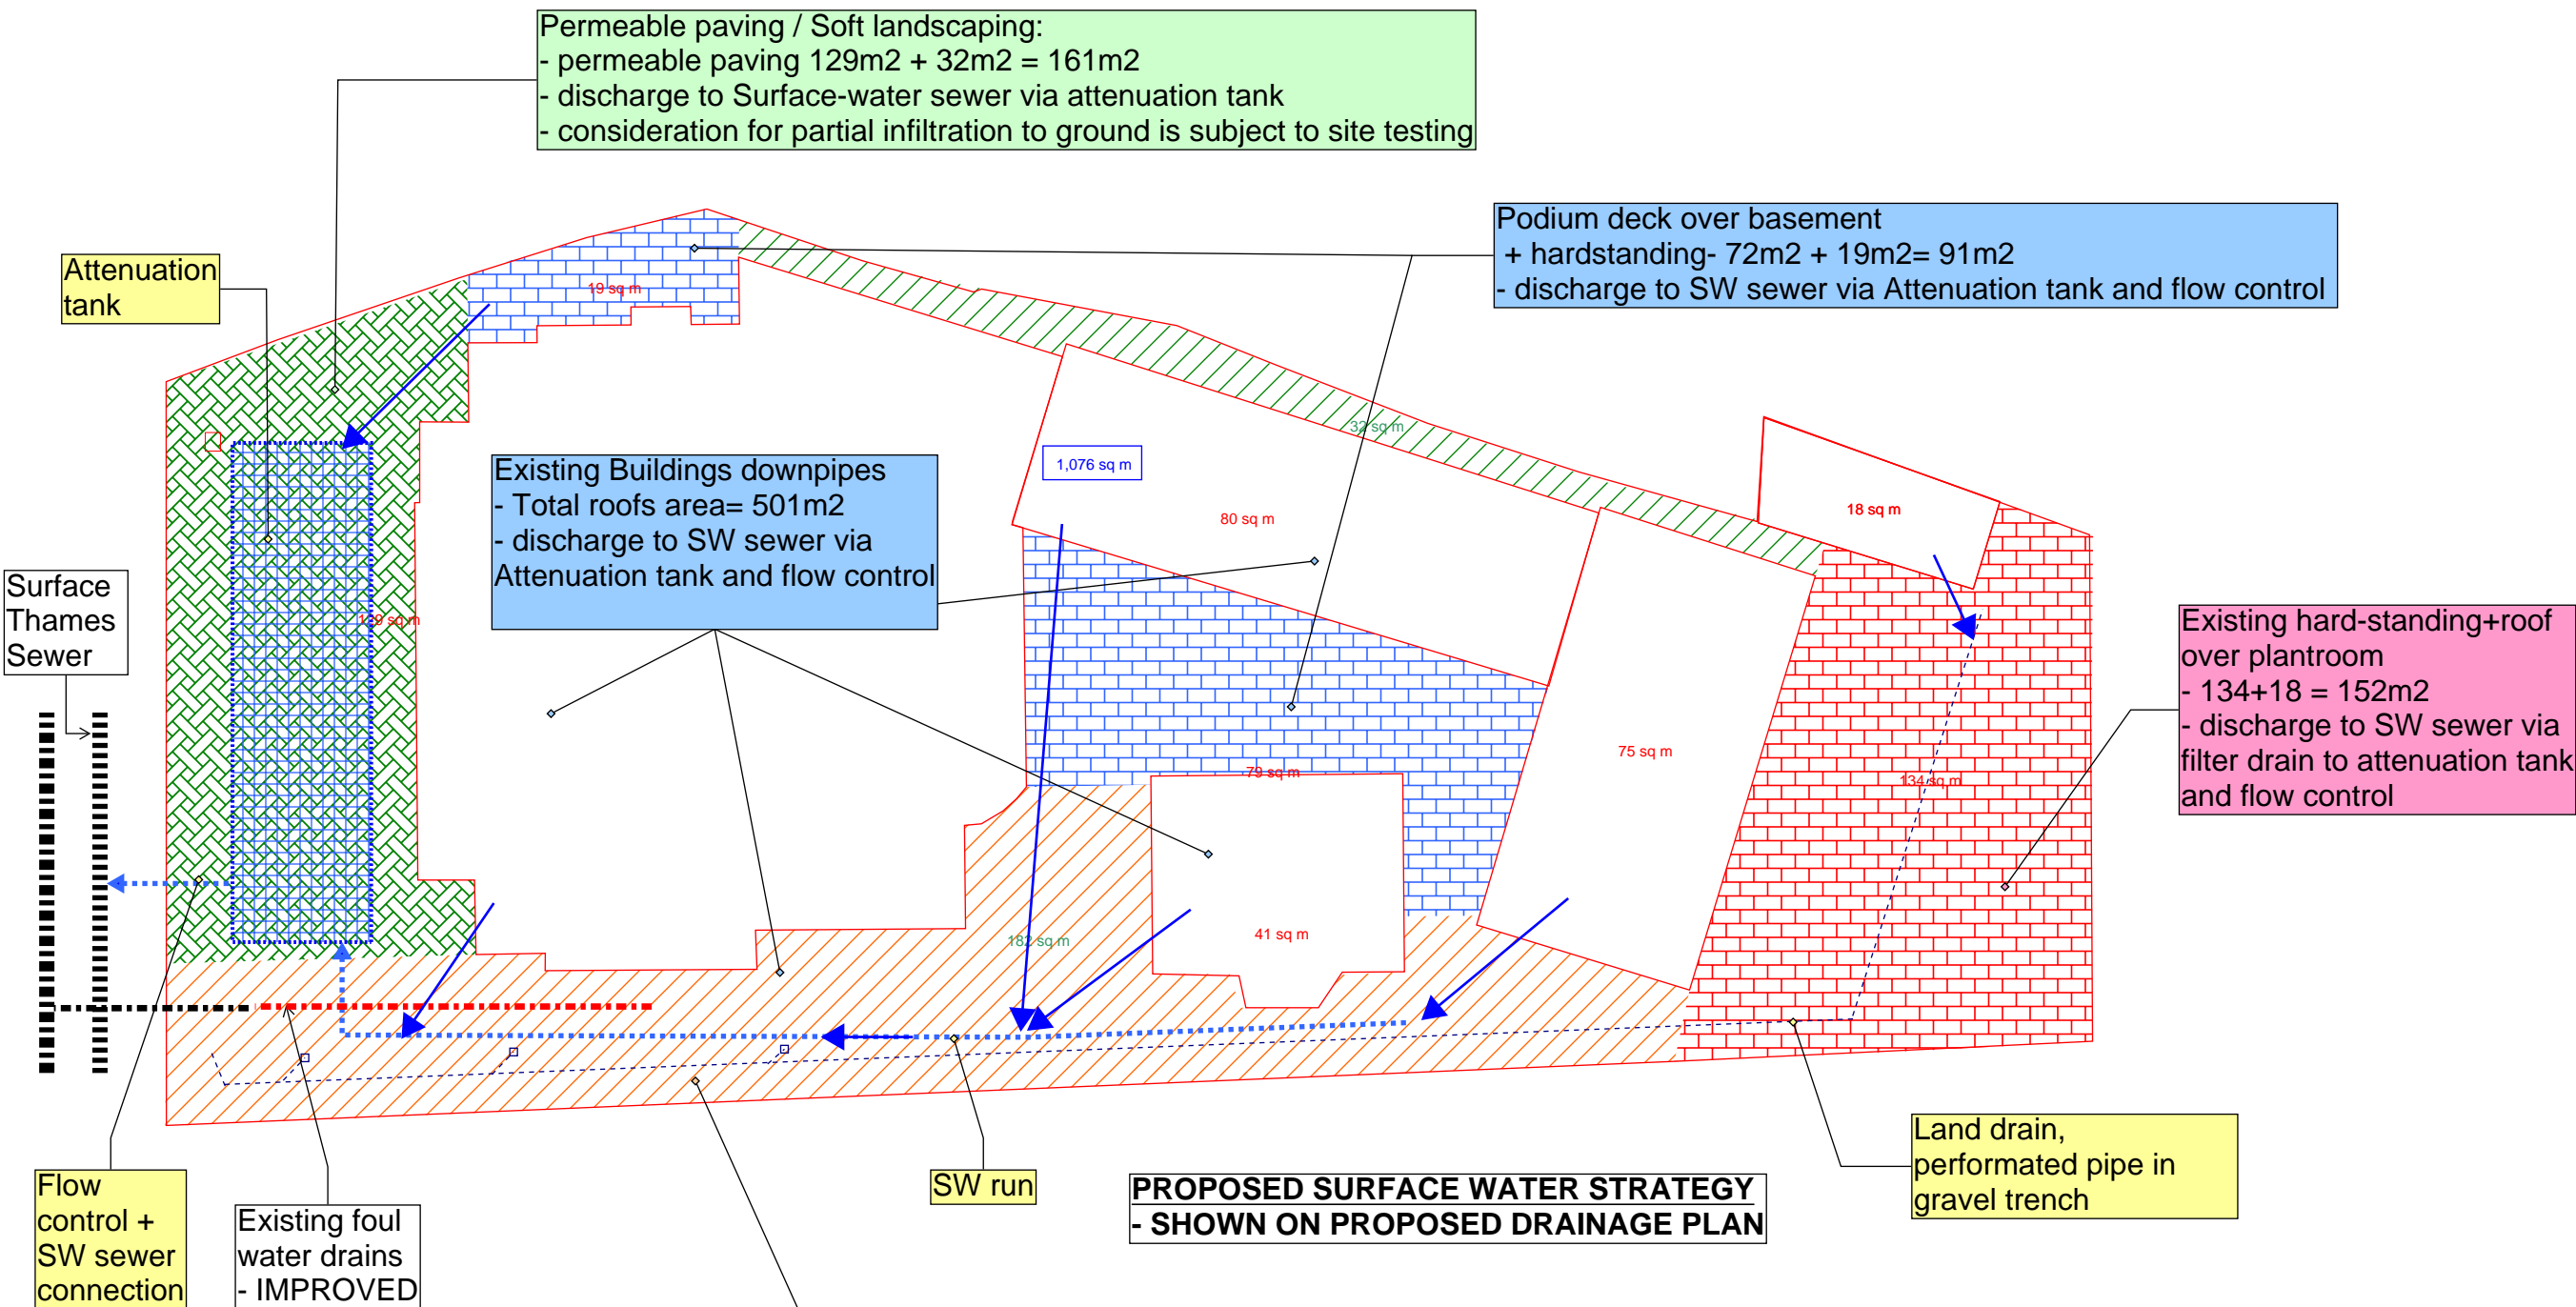 Permeable paving / Soft landscaping:
- permeable paving 129m2 + 32m2 = 161m2
- discharge to Surface-water sewer via attenuation tank
- consideration for partial infiltration to ground is subject to site testing
Podium deck over basement
+ hardstanding- 72m2 + 19m2= 91m2
- discharge to SW sewer via Attenuation tank and flow control
Attenuation
tank
19 sq m
32 sq m
1,076 sq m
Existing Buildings downpipes
- Total roofs area= 501m2
- discharge to SW sewer via
Attenuation tank and flow control
80 sq m
18 sq m
Surface
Thames
Sewer
129 sq m
Existing hard-standing+roof
over plantroom
- 134+18 = 152m2
- discharge to SW sewer via
filter drain to attenuation tank
and flow control
75 sq m
79 sq m
134 sq m
182 sq m
41 sq m
Land drain,
performated pipe in
gravel trench
Flow
control +
SW sewer
connection
Existing foul
water drains
- IMPROVED
SW run
PROPOSED SURFACE WATER STRATEGY
- SHOWN ON PROPOSED DRAINAGE PLAN